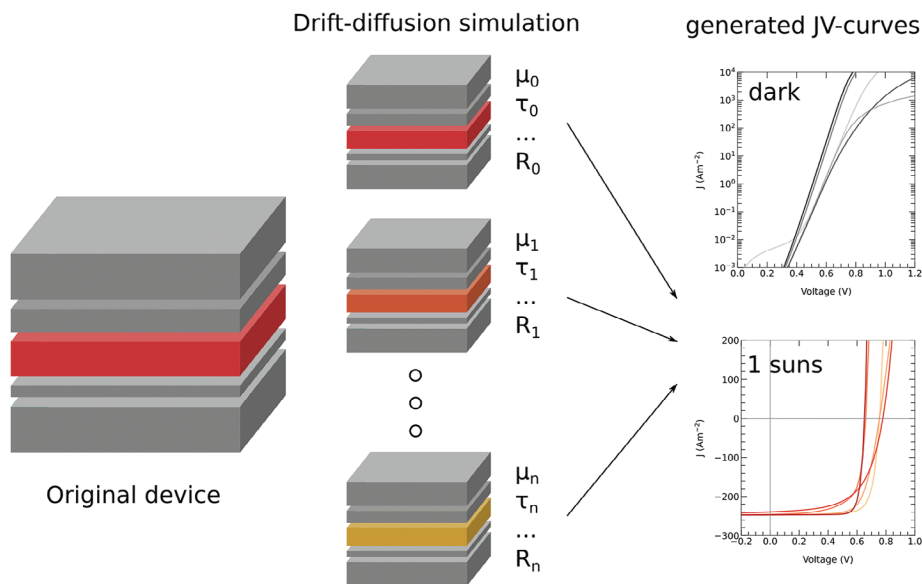 Drift-diffusion simulation
generated JV-curves
Original device
μ0
τ0
...
R0
μ1
τ1
...
R1
μn
τn
...
Rn
dark
J (Am⁻²)
10⁴
10³
10²
10¹
10⁰
10⁻¹
10⁻²
10⁻³
0.0 0.2 0.4 0.6 0.8 1.0 1.2
Voltage (V)
1 suns
J (Am⁻²)
200
100
0
−100
−200
−300
−0.2 0.0 0.2 0.4 0.6 0.8 1.0
Voltage (V)